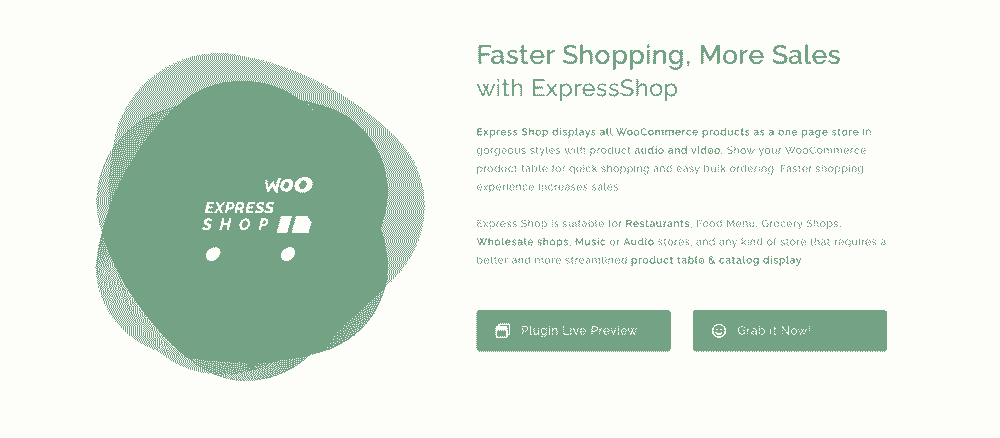 Faster Shopping, More Sales
with ExpressShop
Express Shop displays all WooCommerce products as a one page store in
gorgeous styles with product audio and video. Show your WooCommerce
product table for quick shopping and easy bulk ordering. Faster shopping
experience increases sales.
Express Shop is suitable for Restaurants, Food Menu, Grocery Shops,
Wholesale shops, Music or Audio stores, and any kind of store that requires a
better and more streamlined product table & catalog display.
WOO
EXPRESS
SHOP
Plugin Live Preview
Grab it Now!